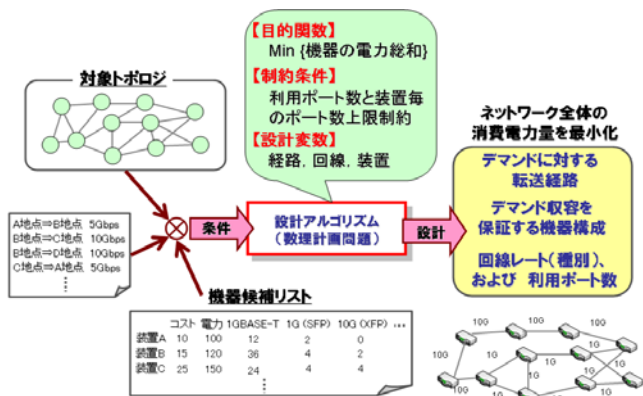 【目的関数】
Min {機器の電力総和}
【制約条件】
利用ポート数と装置毎
のポート数上限制約
【設計変数】
経路, 回線, 装置
対象トポロジ
ネットワーク全体の
消費電力量を最小化
デマンドに対する
転送経路
デマンド収容を
保証する機器構成
回線レート(種別)、
および 利用ポート数
A地点⇒B地点 5Gbps
B地点⇒C地点 10Gbps
B地点⇒D地点 10Gbps
C地点⇒A地点 5Gbps
⋮
条件
設計アルゴリズム
(数理計画問題)
設計
機器候補リスト
コスト 電力 1GBASE-T 1G (SFP) 10G (XFP) …
装置A 10 100 12 2 0
装置B 15 120 36 4 2
装置C 25 150 24 4 4
⋮
10G
10G
10G
10G
1G
1G
1G
10G
1G
1G
1G